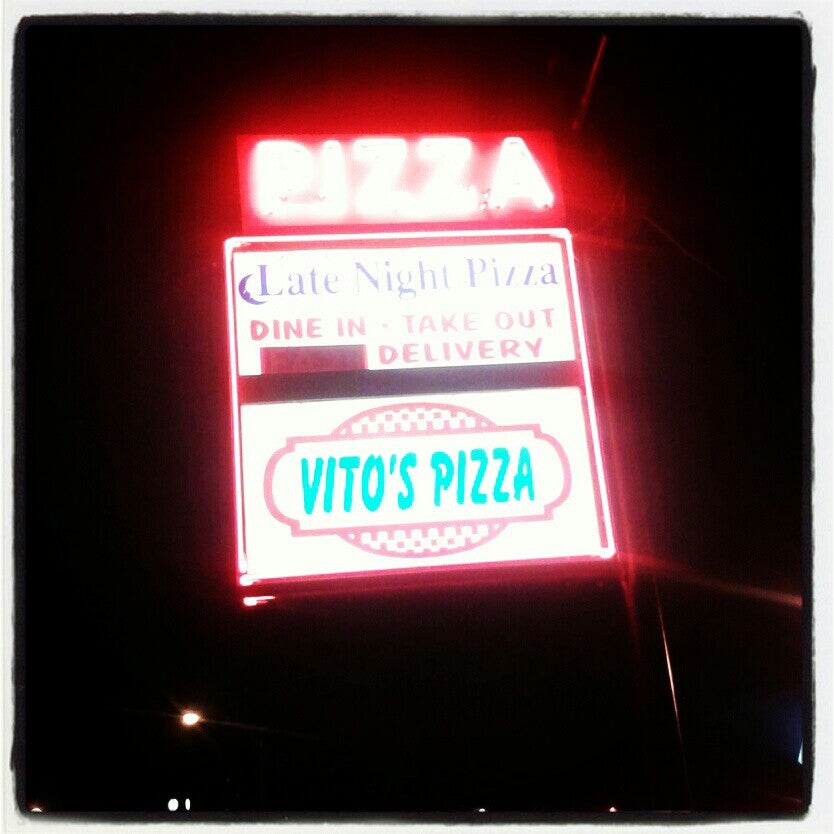 PIZZA
Late Night Pizza
DINE IN · TAKE OUT
DELIVERY
VITO'S PIZZA